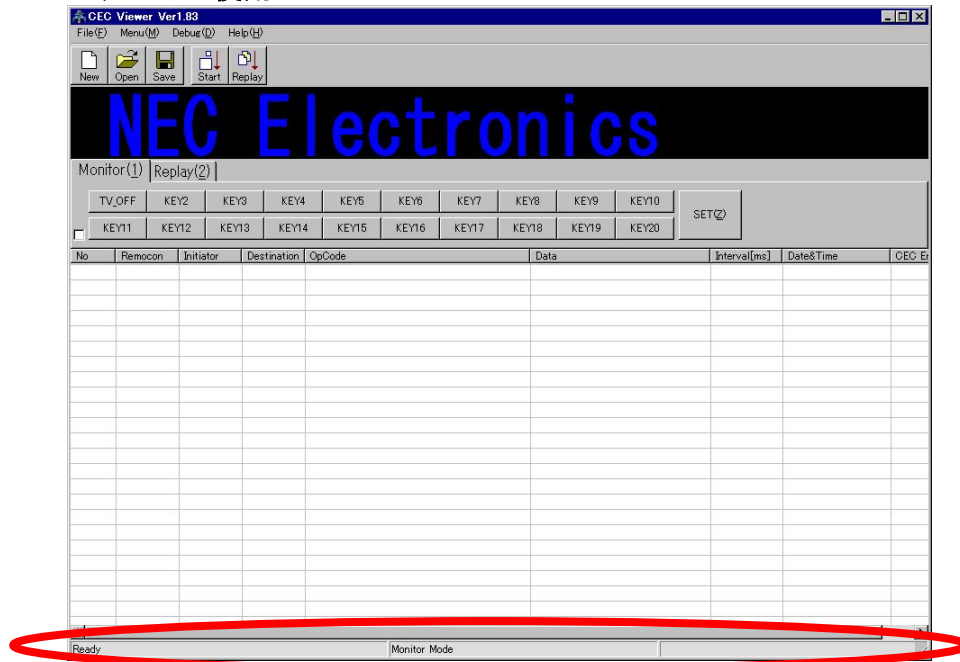 CEC Viewer Ver1.83
File(F) Menu(M) Debug(D) Help(H)
New Open Save Start Replay
NEC Electronics
Monitor(1) Replay(2)
TV_OFF KEY2 KEY3 KEY4 KEY5 KEY6 KEY7 KEY8 KEY9 KEY10
SET(Z)
KEY11 KEY12 KEY13 KEY14 KEY15 KEY16 KEY17 KEY18 KEY19 KEY20
No Remocon Initiator Destination OpCode Data Interval[ms] Date&Time CEC Er
Ready Monitor Mode